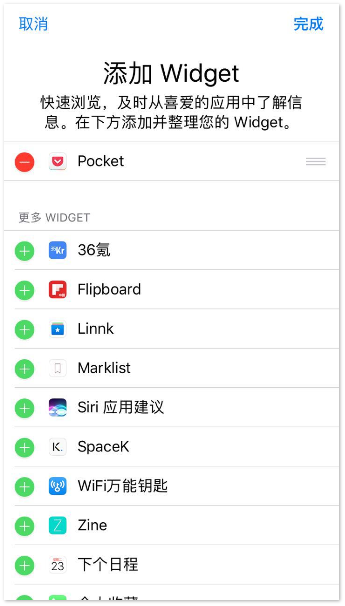 取消
完成
添加 Widget
快速浏览，及时从喜爱的应用中了解信
息。在下方添加并整理您的 Widget。
Pocket
更多 WIDGET
36氪
Flipboard
Linnk
Marklist
Siri 应用建议
K.
SpaceK
WiFi万能钥匙
Zine
23
下个日程